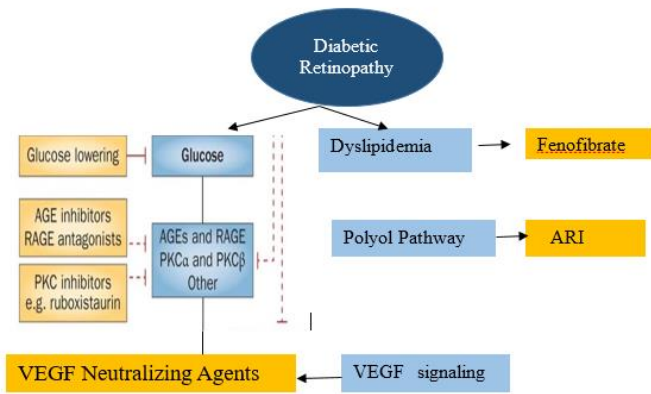 Diabetic
Retinopathy
Glucose lowering
Glucose
Dyslipidemia
Fenofibrate
AGE inhibitors
RAGE antagonists
AGEs and RAGE
PKCα and PKCβ
Other
Polyol Pathway
ARI
PKC inhibitors
e.g. ruboxistaurin
VEGF Neutralizing Agents
VEGF signaling